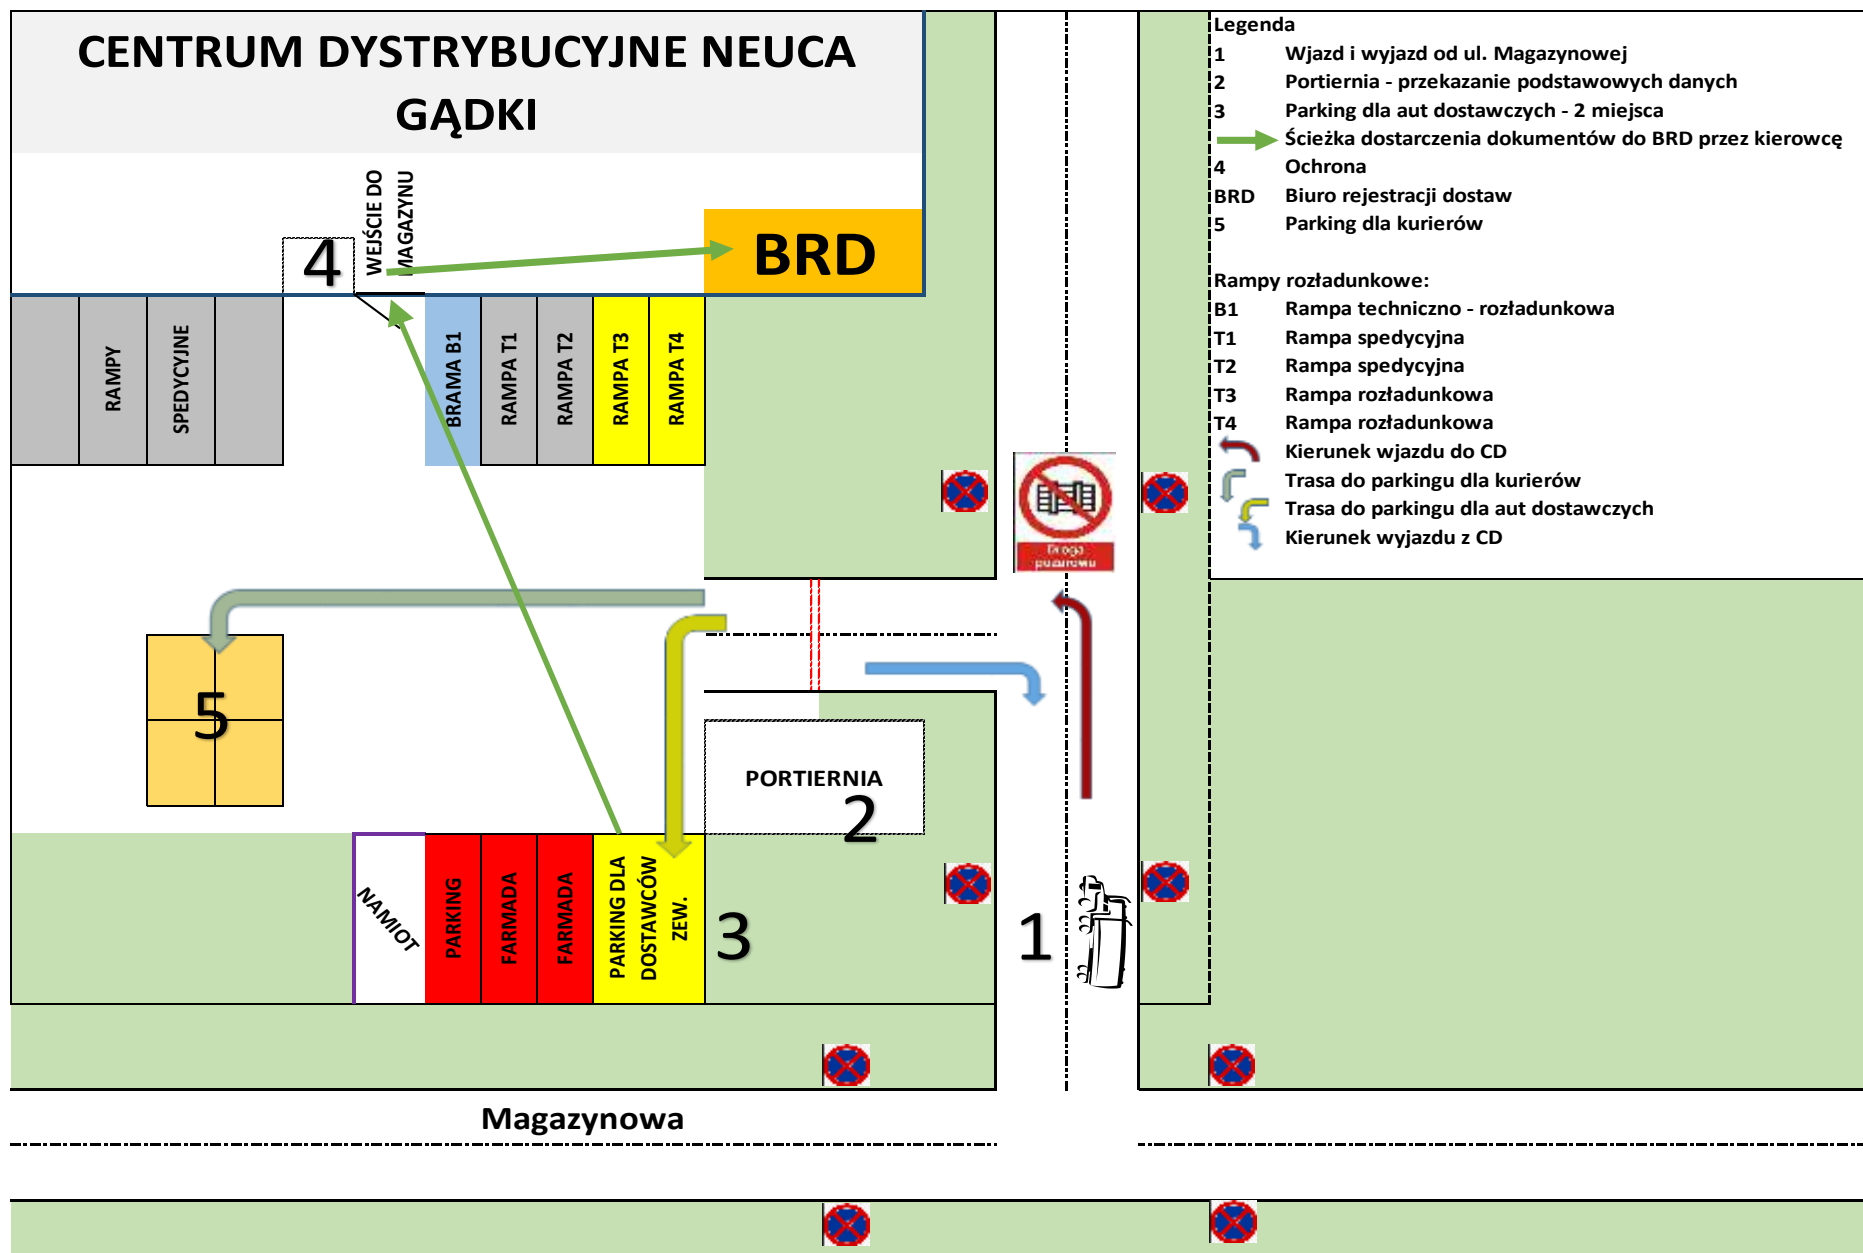 CENTRUM DYSTRYBUCYJNE NEUCA
GĄDKI
WEJŚCIE DO
MAGAZYNU
4
BRD
RAMPY
SPEDYCYJNE
BRAMA B1
RAMPA T1
RAMPA T2
RAMPA T3
RAMPA T4
Droga
pożarowa
5
PORTIERNIA
2
NAMIOT
PARKING
FARMADA
FARMADA
PARKING DLA
DOSTAWCÓW
ZEW.
3
1
Magazynowa
Legenda
1 Wjazd i wyjazd od ul. Magazynowej
2 Portiernia - przekazanie podstawowych danych
3 Parking dla aut dostawczych - 2 miejsca
Ścieżka dostarczenia dokumentów do BRD przez kierowcę
4 Ochrona
BRD Biuro rejestracji dostaw
5 Parking dla kurierów
Rampy rozładunkowe:
B1 Rampa techniczno - rozładunkowa
T1 Rampa spedycyjna
T2 Rampa spedycyjna
T3 Rampa rozładunkowa
T4 Rampa rozładunkowa
Kierunek wjazdu do CD
Trasa do parkingu dla kurierów
Trasa do parkingu dla aut dostawczych
Kierunek wyjazdu z CD